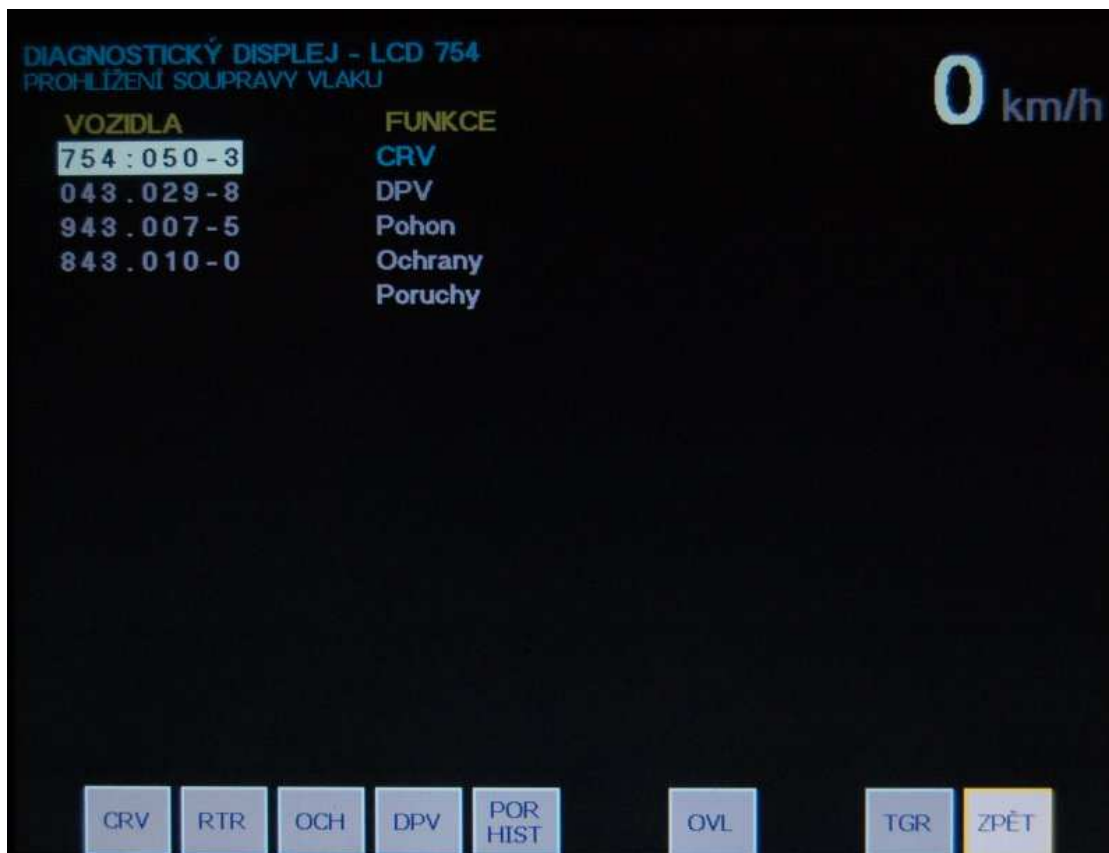 DIAGNOSTICKÝ DISPLEJ - LCD 754
PROHLÍŽENÍ SOUPRAVY VLAKU
0 km/h
VOZIDLA FUNKCE
754:050-3 CRV
043.029-8 DPV
943.007-5 Pohon
843.010-0 Ochrany
Poruchy
CRV RTR OCH DPV POR HIST OVL TGR ZPĚT